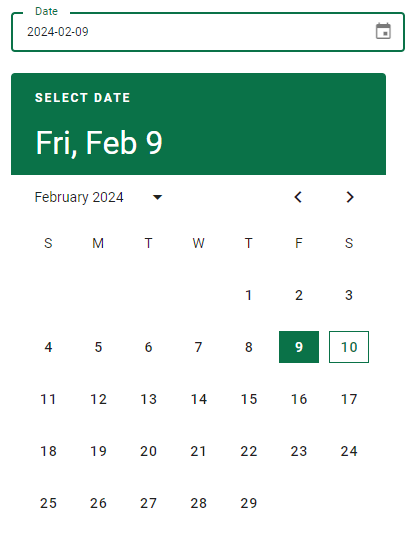 Date
2024-02-09
SELECT DATE
Fri, Feb 9
February 2024
S M T W T F S
1 2 3
4 5 6 7 8 9 10
11 12 13 14 15 16 17
18 19 20 21 22 23 24
25 26 27 28 29